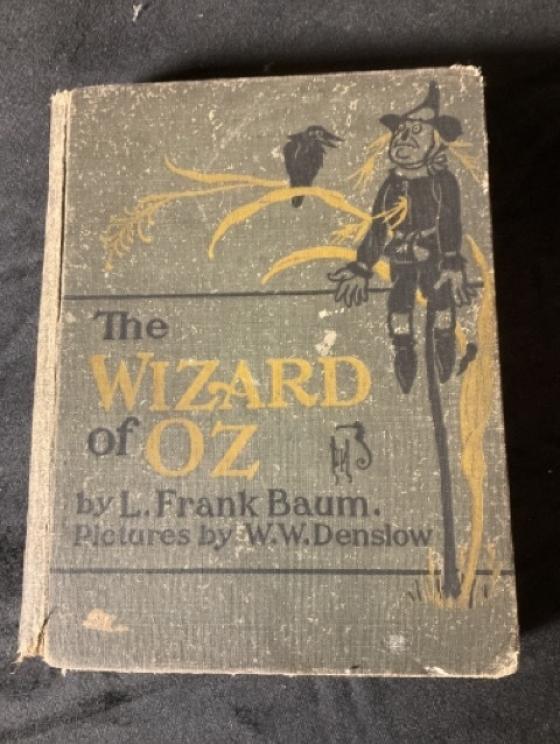 The
WIZARD
of OZ
by L. Frank Baum.
Pictures by W.W. Denslow